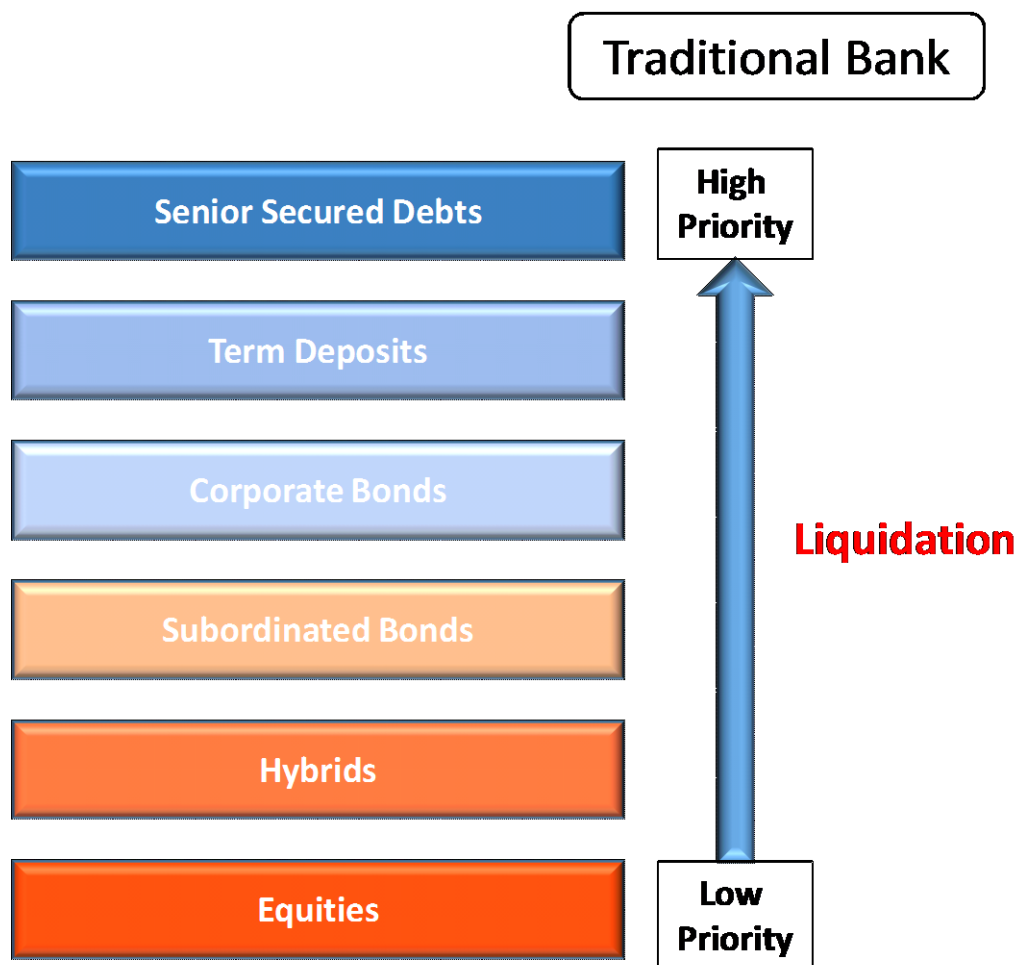 Traditional Bank
Senior Secured Debts
High
Priority
Term Deposits
Corporate Bonds
Liquidation
Subordinated Bonds
Hybrids
Equities
Low
Priority